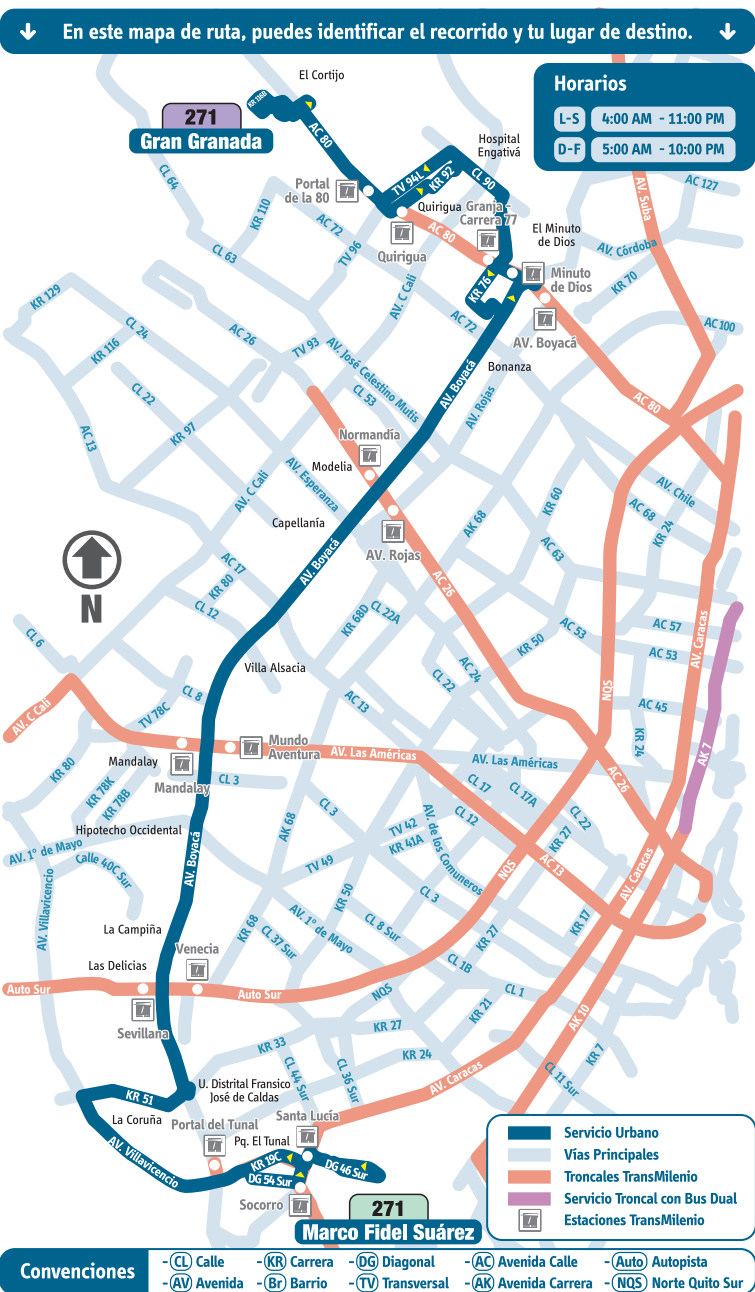 En este mapa de ruta, puedes identificar el recorrido y tu lugar de destino.
Horarios
L-S 4:00 AM - 11:00 PM
D-F 5:00 AM - 10:00 PM
El Cortijo
KR 116B
271
Gran Granada
AC 80
Hospital
Engativá
TV 94L
KR 92
CL 90
Portal
de la 80
Quirigua
Granja -
Carrera 77
AC 127
AV. Suba
CL 64
KR 110
AC 72
TV 96
Quirigua
AC 80
El Minuto
de Dios
AV. Córdoba
KR 70
CL 63
KR 76
Minuto
de Dios
AV. C Cali
KR 129
CL 24
AC 26
AC 72
AV. Boyacá
AC 100
KR 116
TV 93
AV. José Celestino Mutis
Bonanza
CL 22
CL 53
AV. Boyacá
AV. Rojas
AC 80
KR 97
AC 13
Normandía
Modelia
AV. C Cali
AV. Esperanza
AV. Chile
KR 60
AC 68
KR 24
Capellanía
AK 68
AV. Rojas
AC 63
AV. Boyacá
AC 17
KR 80
AC 26
N
CL 12
KR 68D
CL 22A
CL 6
AC 53
AC 57
KR 50
AC 53
AV. Caracas
Villa Alsacia
AC 24
CL 22
NQS
CL 8
AC 13
AC 45
AV. C Cali
TV 78C
KR 24
AK 7
Mundo
Aventura
AV. Las Américas
AV. Las Américas
KR 80
Mandalay
Mandalay
CL 3
KR 78K
KR 78B
CL 17
CL 17A
AC 26
CL 3
CL 12
CL 22
AK 68
TV 42
KR 41A
AV. de los Comuneros
KR 27
Hipotecho Occidental
AV. 1° de Mayo
Calle 40C Sur
AV. Boyacá
TV 49
NQS
AC 13
AV. Caracas
AV. Villavicencio
KR 50
CL 3
La Campiña
KR 68
CL 37 Sur
AV. 1° de Mayo
CL 8 Sur
KR 27
KR 17
Venecia
Las Delicias
CL 1B
Auto Sur
Auto Sur
NQS
CL 1
Sevillana
KR 21
AK 10
KR 27
KR 33
KR 24
KR 7
CL 44 Sur
CL 36 Sur
AV. Caracas
CL 11 Sur
KR 51
U. Distrital Fransico
José de Caldas
La Coruña
Santa Lucía
Portal del Tunal
Pq. El Tunal
AV. Villavicencio
KR 19C
DG 46 Sur
DG 54 Sur
Socorro
271
Marco Fidel Suárez
Servicio Urbano
Vías Principales
Troncales TransMilenio
Servicio Troncal con Bus Dual
Estaciones TransMilenio
Convenciones
- CL Calle - KR Carrera - DG Diagonal - AC Avenida Calle - Auto Autopista
- AV Avenida - Br Barrio - TV Transversal - AK Avenida Carrera - NQS Norte Quito Sur